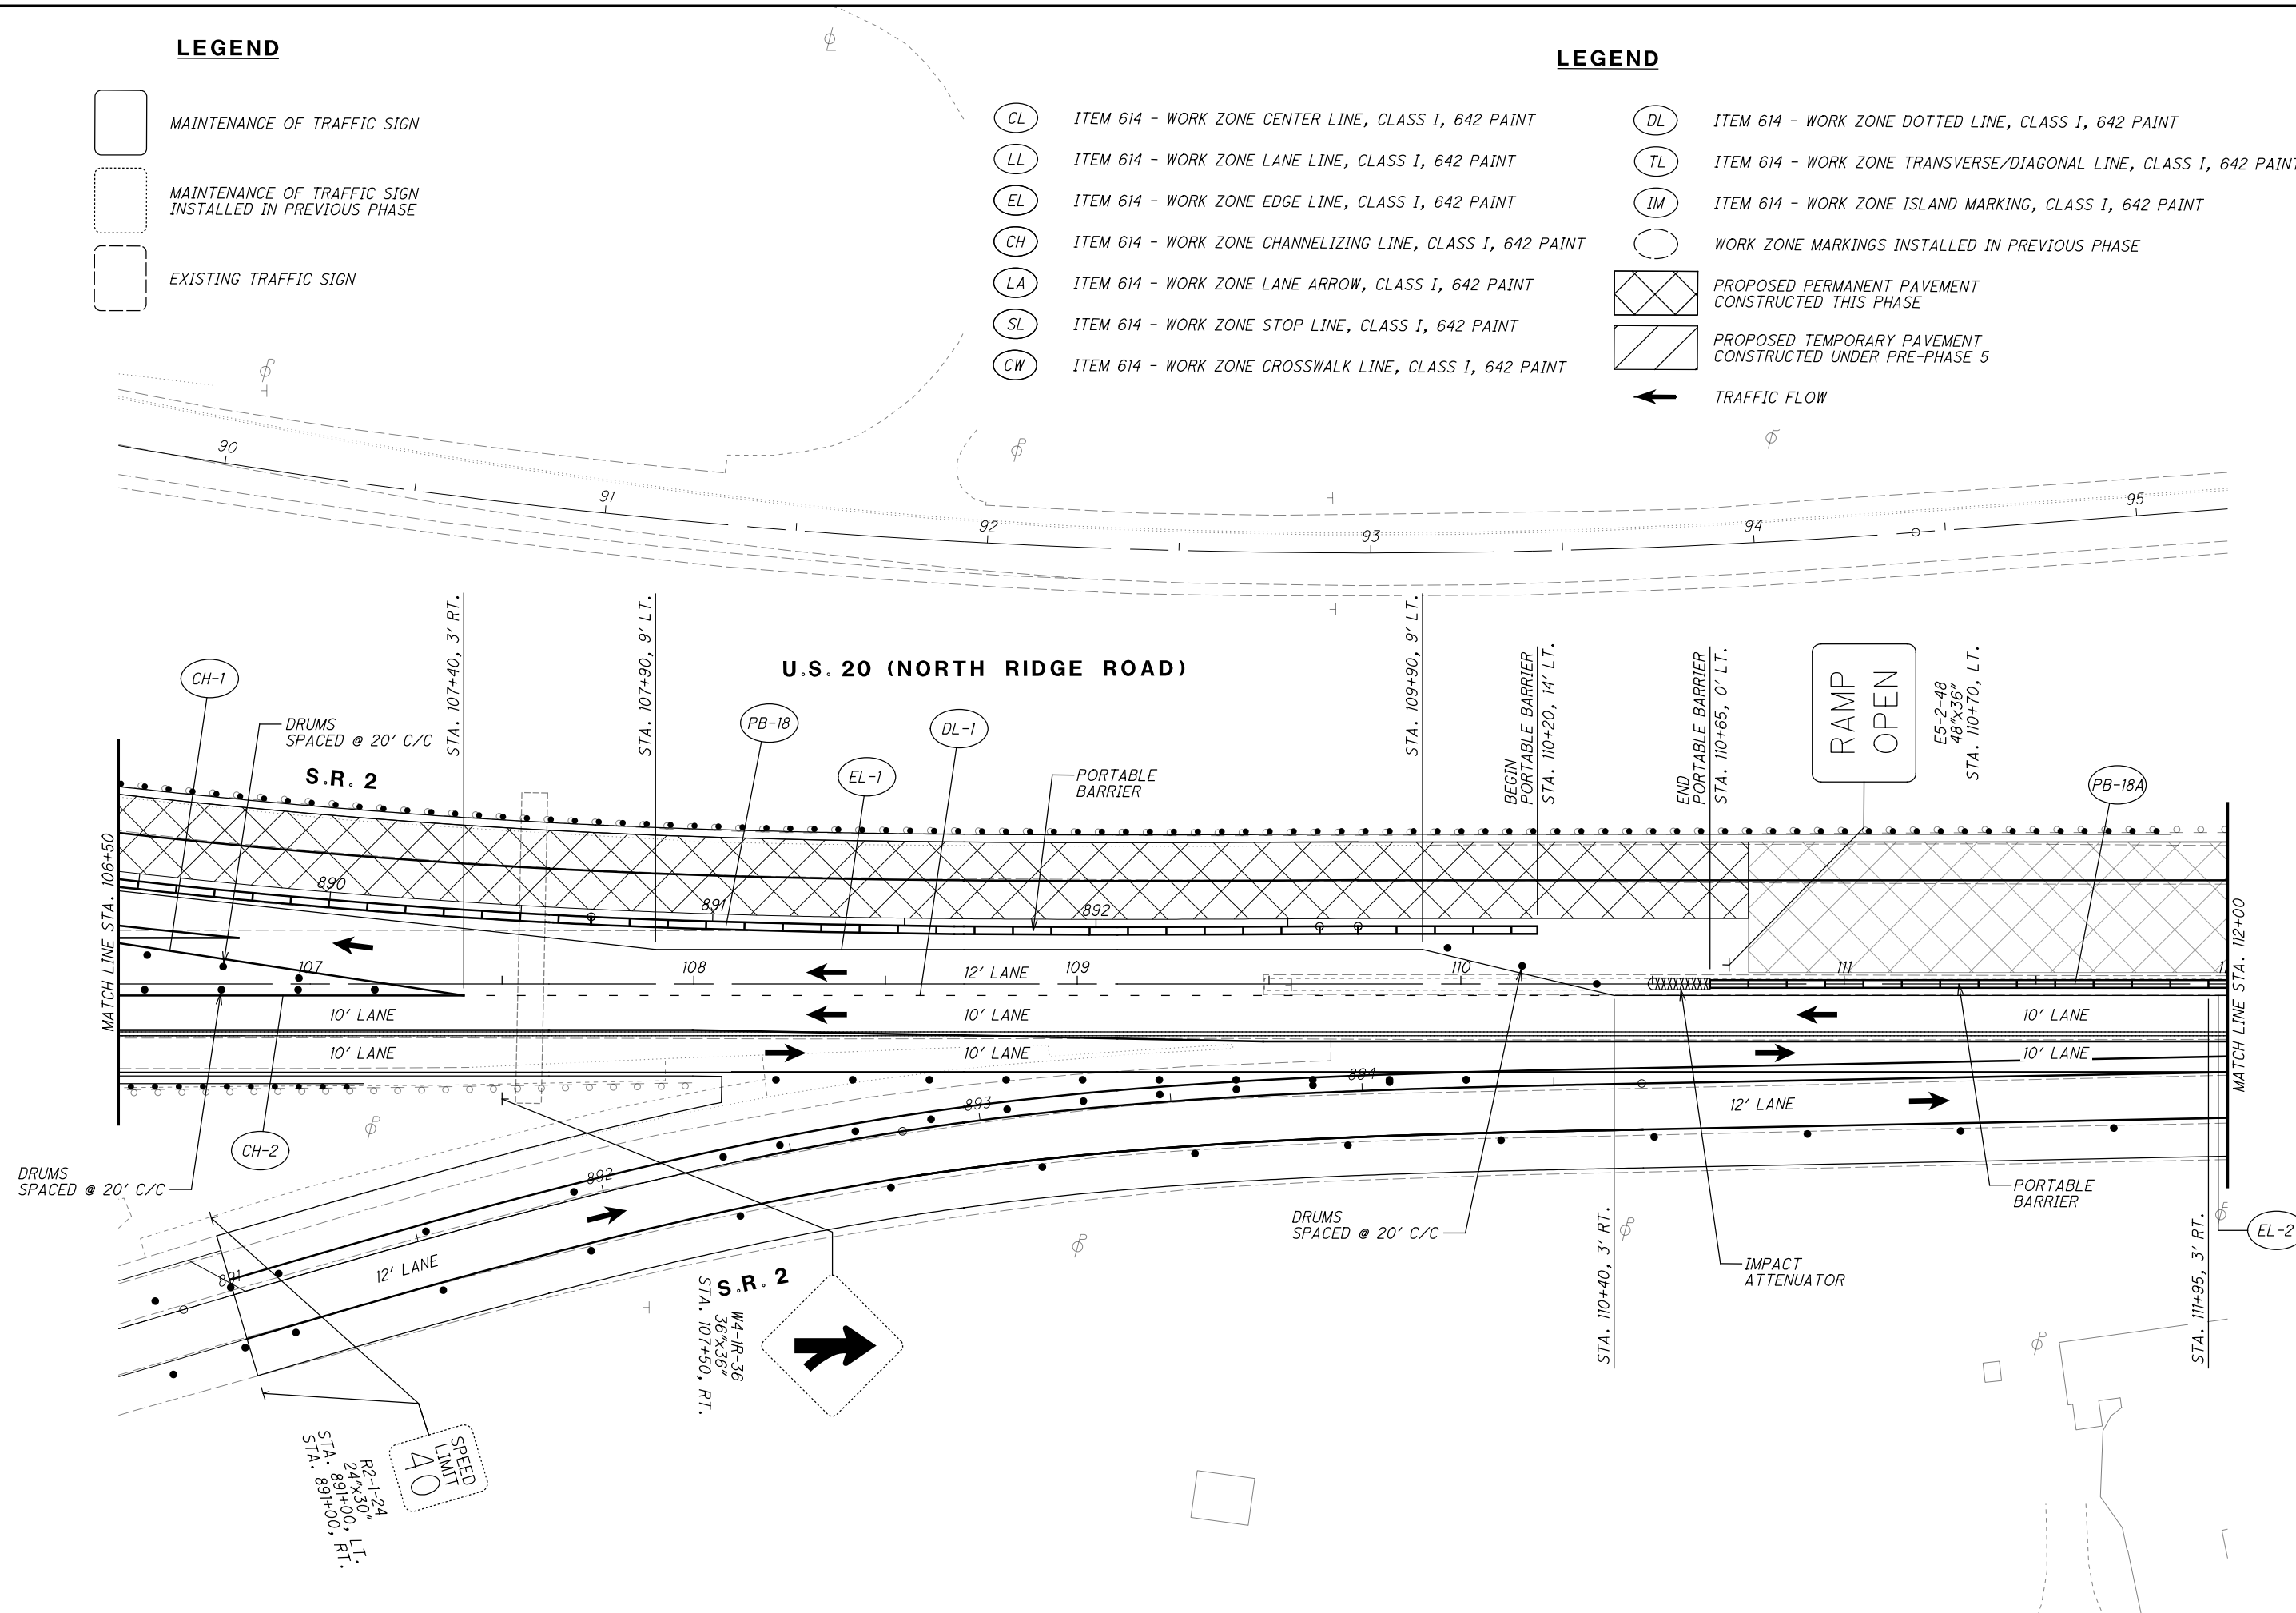 LEGEND
MAINTENANCE OF TRAFFIC SIGN
MAINTENANCE OF TRAFFIC SIGN
INSTALLED IN PREVIOUS PHASE
EXISTING TRAFFIC SIGN
LEGEND
CL ITEM 614 - WORK ZONE CENTER LINE, CLASS I, 642 PAINT
LL ITEM 614 - WORK ZONE LANE LINE, CLASS I, 642 PAINT
EL ITEM 614 - WORK ZONE EDGE LINE, CLASS I, 642 PAINT
CH ITEM 614 - WORK ZONE CHANNELIZING LINE, CLASS I, 642 PAINT
LA ITEM 614 - WORK ZONE LANE ARROW, CLASS I, 642 PAINT
SL ITEM 614 - WORK ZONE STOP LINE, CLASS I, 642 PAINT
CW ITEM 614 - WORK ZONE CROSSWALK LINE, CLASS I, 642 PAINT
DL ITEM 614 - WORK ZONE DOTTED LINE, CLASS I, 642 PAINT
TL ITEM 614 - WORK ZONE TRANSVERSE/DIAGONAL LINE, CLASS I, 642 PAINT
IM ITEM 614 - WORK ZONE ISLAND MARKING, CLASS I, 642 PAINT
WORK ZONE MARKINGS INSTALLED IN PREVIOUS PHASE
PROPOSED PERMANENT PAVEMENT
CONSTRUCTED THIS PHASE
PROPOSED TEMPORARY PAVEMENT
CONSTRUCTED UNDER PRE-PHASE 5
TRAFFIC FLOW
90
91
92
93
94
95
STA. 107+40, 3' RT.
STA. 107+90, 9' LT.
U.S. 20 (NORTH RIDGE ROAD)
STA. 109+90, 9' LT.
BEGIN
PORTABLE BARRIER
STA. 110+20, 14' LT.
END
PORTABLE BARRIER
STA. 110+65, 0' LT.
RAMP
OPEN
E5-2-48
48"x36"
STA. 110+70, LT.
CH-1
DRUMS
SPACED @ 20' C/C
S.R. 2
PB-18
EL-1
DL-1
PORTABLE
BARRIER
PB-18A
MATCH LINE STA. 106+50
MATCH LINE STA. 112+00
890
891
892
107
108
12' LANE
109
110
111
10' LANE
10' LANE
10' LANE
10' LANE
10' LANE
10' LANE
894
893
12' LANE
892
891
12' LANE
CH-2
DRUMS
SPACED @ 20' C/C
S.R. 2
W4-1R-36
36"x36"
STA. 107+50, RT.
DRUMS
SPACED @ 20' C/C
STA. 110+40, 3' RT.
IMPACT
ATTENUATOR
PORTABLE
BARRIER
STA. 111+95, 3' RT.
EL-2
SPEED
LIMIT
40
R2-1-24
24"x30"
STA. 891+00, LT.
STA. 891+00, RT.